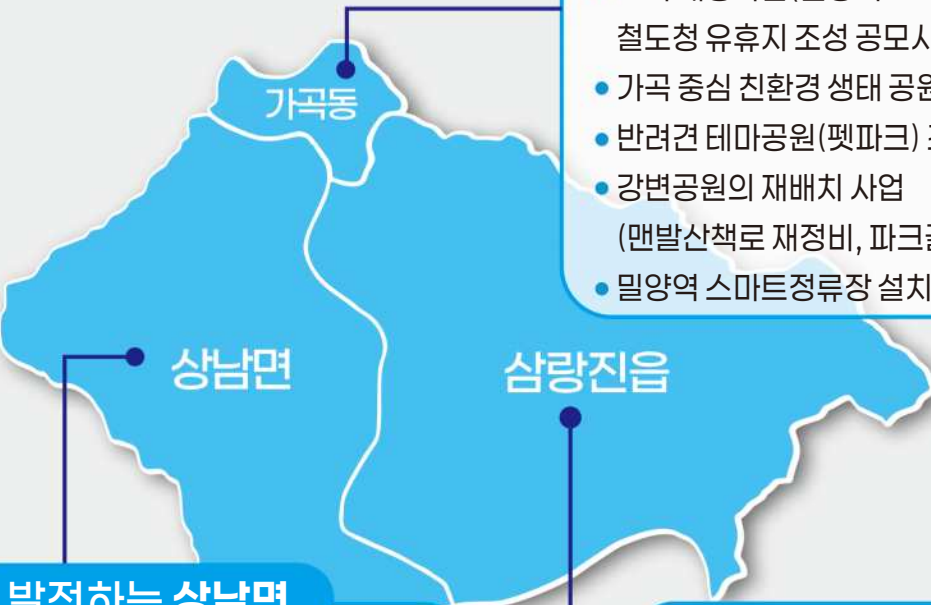 철도청 유휴지 조성 공모사
• 가곡 중심 친환경 생태 공원
• 반려견 테마공원(펫파크)
• 강변공원의 재배치 사업
(맨발산책로 재정비, 파크골
• 밀양역 스마트정류장 설치
가곡동
상남면
삼랑진읍
발전하는 상남면